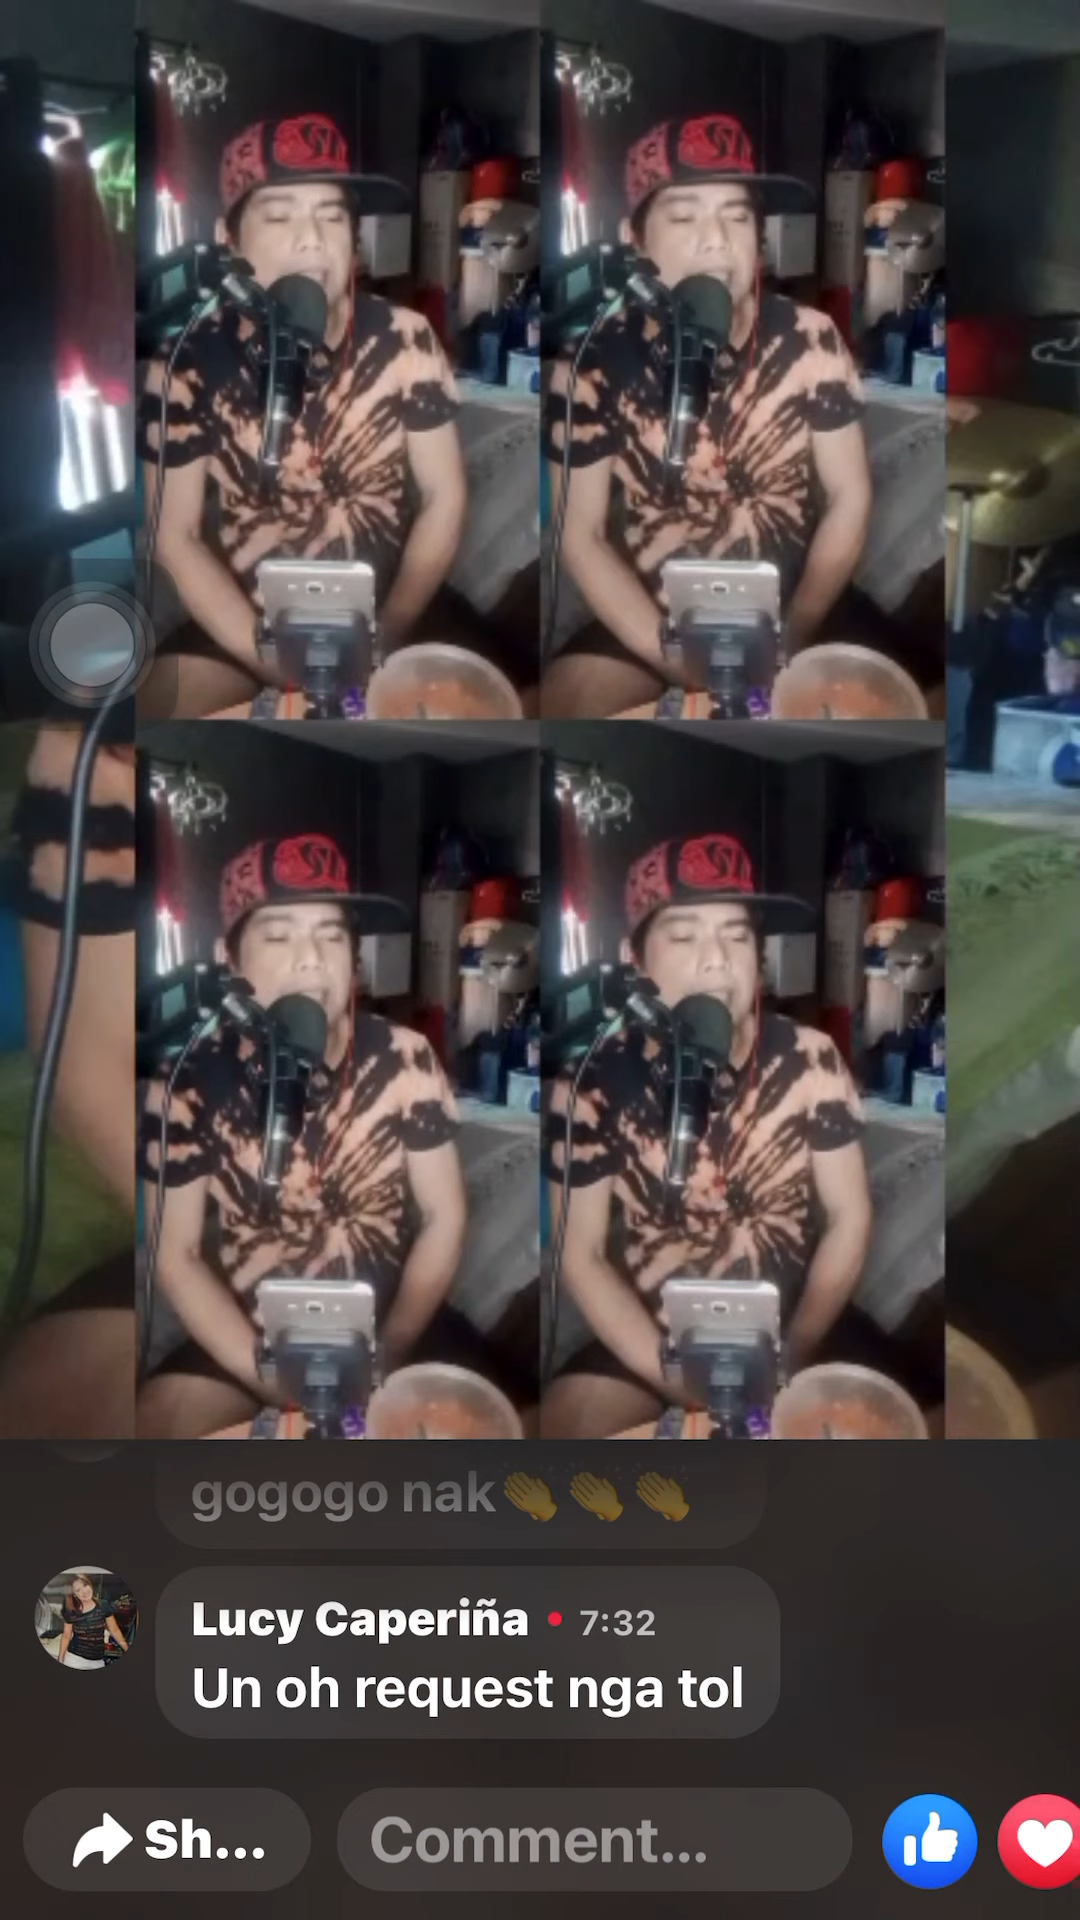 gogogo nak👏👏👏
Lucy Caperiña • 7:32
Un oh request nga tol
Sh...
Comment...